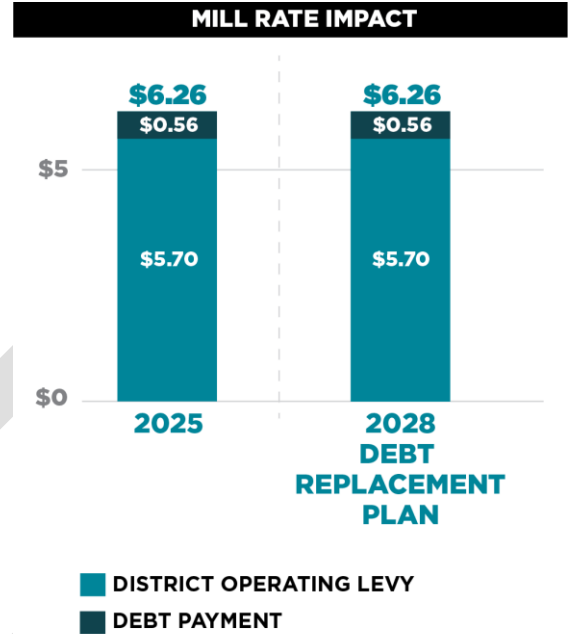 MILL RATE IMPACT
$6.26 $6.26
$0.56 $0.56
$5
$5.70 $5.70
$0
2025 2028
DEBT
REPLACEMENT
PLAN
DISTRICT OPERATING LEVY
DEBT PAYMENT